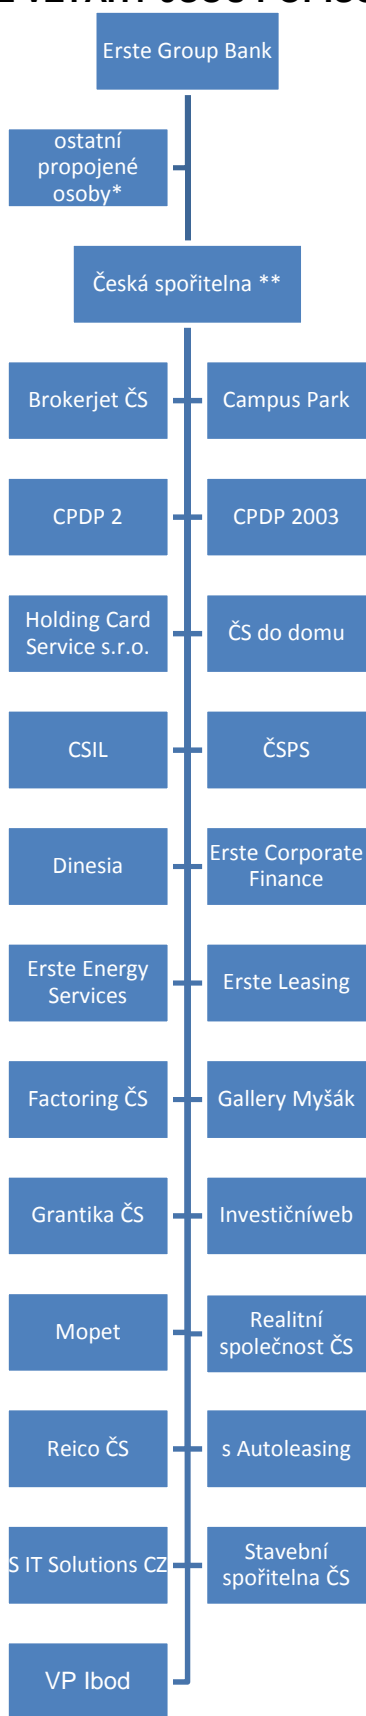 Erste Group Bank
ostatní
propojené
osoby*
Česká spořitelna **
Brokerjet ČS
Campus Park
CPDP 2
CPDP 2003
Holding Card
Service s.r.o.
ČS do domu
CSIL
ČSPS
Dinesia
Erste Corporate
Finance
Erste Energy
Services
Erste Leasing
Factoring ČS
Gallery Myšák
Grantika ČS
Investičníweb
Mopet
Realitní
společnost ČS
Reico ČS
s Autoleasing
S IT Solutions CZ
Stavební
spořitelna ČS
VP Ibod